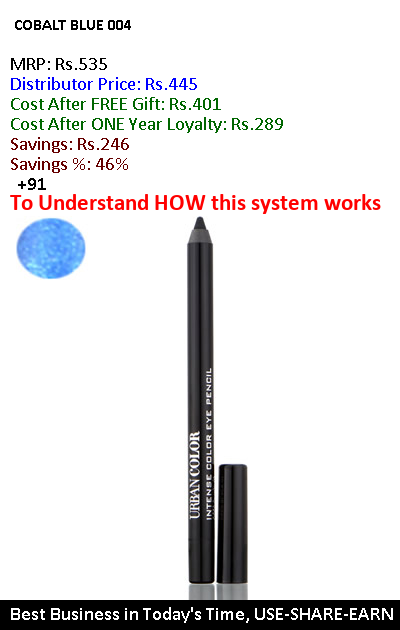 COBALT BLUE 004
MRP: Rs.535
Distributor Price: Rs.445
Cost After FREE Gift: Rs.401
Cost After ONE Year Loyalty: Rs.289
Savings: Rs.246
Savings %: 46%
+91
To Understand HOW this system works
URBAN COLOR
INTENSE COLOR EYE PENCIL
Best Business in Today's Time, USE-SHARE-EARN